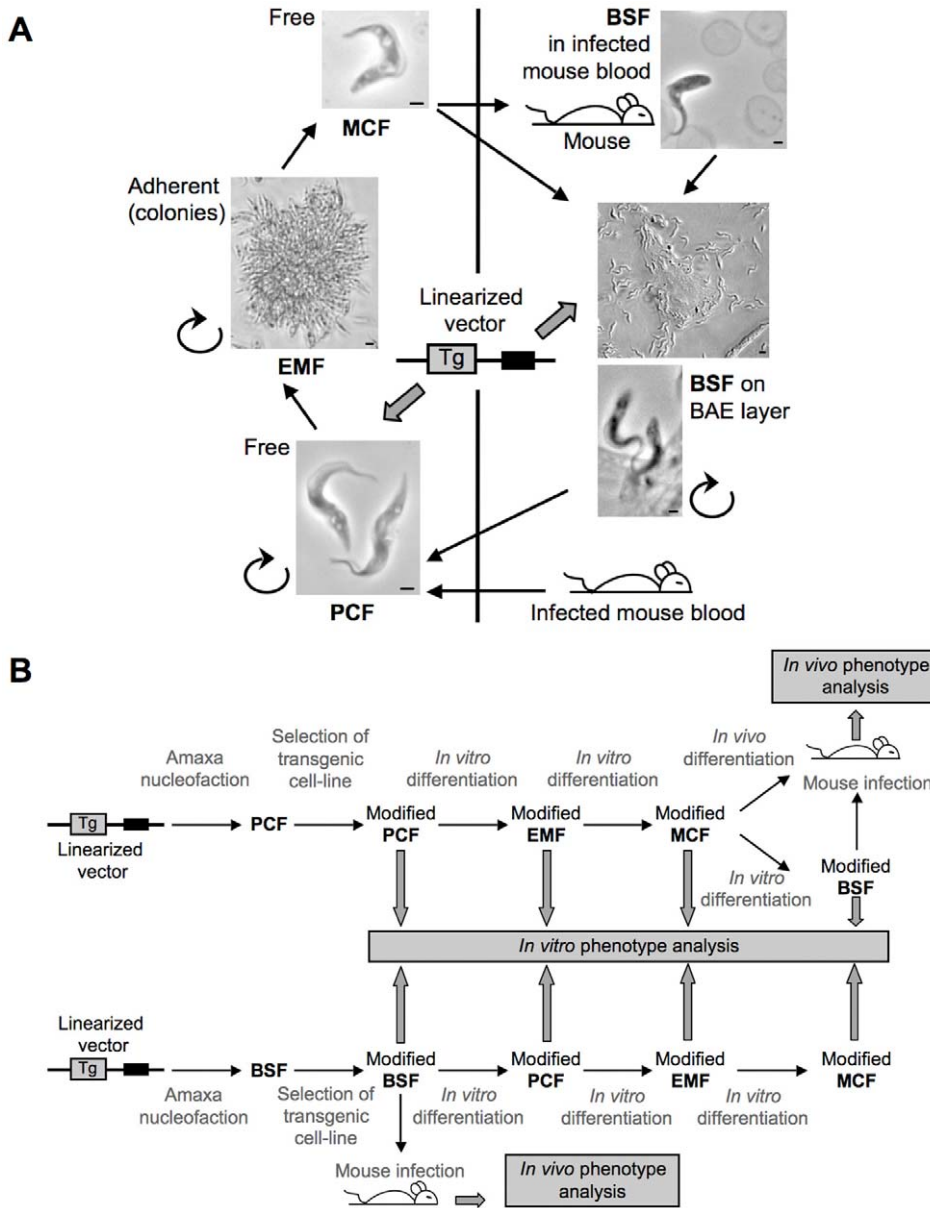 A
Free
MCF
BSF
in infected
mouse blood
Mouse
Adherent
(colonies)
EMF
Linearized
vector
Tg
BSF on
BAE layer
Free
PCF
Infected mouse blood
B
In vivo phenotype
analysis
Amaxa
nucleofaction
Selection of
transgenic
cell-line
In vitro
differentiation
In vitro
differentiation
In vivo
differentiation
Mouse infection
Tg
Linearized
vector
PCF
Modified
PCF
Modified
EMF
Modified
MCF
In vitro
differentiation
Modified
BSF
In vitro phenotype analysis
Linearized
vector
Tg
Amaxa
nucleofaction
BSF
Selection of
transgenic
cell-line
Modified
BSF
In vitro
differentiation
Modified
PCF
In vitro
differentiation
Modified
EMF
In vitro
differentiation
Modified
MCF
Mouse infection
In vivo phenotype
analysis